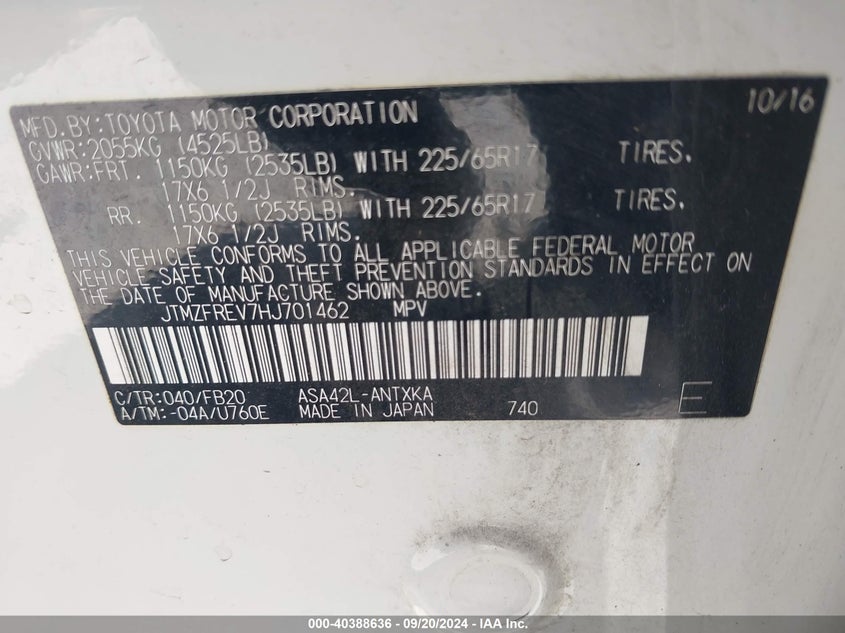 MFD.BY:TOYOTA MOTOR CORPORATION 10/16
GVWR:2055KG (4525LB)
GAWR:FRT. 1150KG (2535LB) WITH 225/65R17 TIRES.
17X6 1/2J RIMS.
RR. 1150KG (2535LB) WITH 225/65R17 TIRES.
17X6 1/2J RIMS.
THIS VEHICLE CONFORMS TO ALL APPLICABLE FEDERAL MOTOR
VEHICLE SAFETY AND THEFT PREVENTION STANDARDS IN EFFECT ON
THE DATE OF MANUFACTURE SHOWN ABOVE.
JTMZFREV7HJ701462 MPV
C/TR:040/FB20 ASA42L-ANTXKA
A/TM:-04A/U760E MADE IN JAPAN 740 E
000-40388636 - 09/20/2024 - IAA Inc.